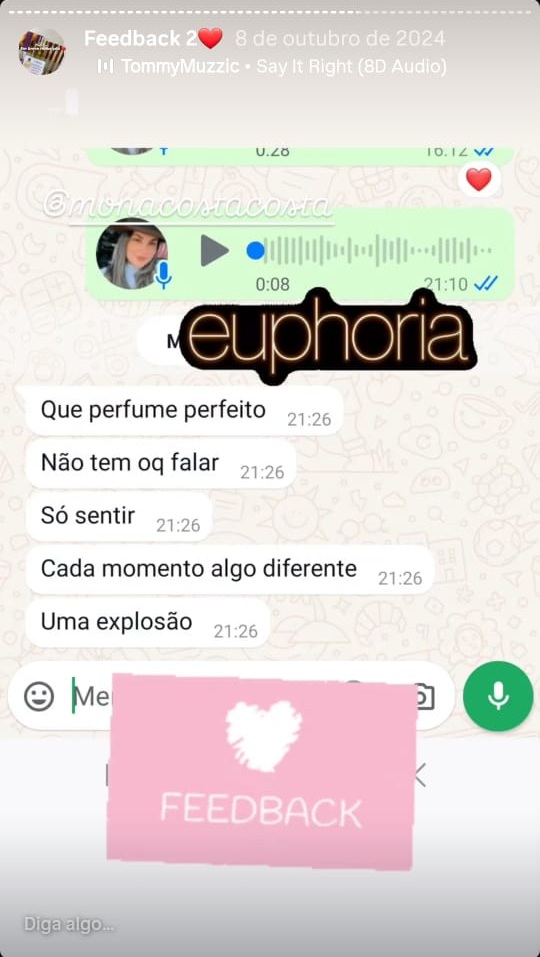 Feedback 2❤️ 8 de outubro de 2024
TommyMuzzic • Say It Right (8D Audio)
0:28 16:12
@monacostacosta
0:08 21:10
M
euphoria
Que perfume perfeito 21:26
Não tem oq falar 21:26
Só sentir 21:26
Cada momento algo diferente 21:26
Uma explosão 21:26
Me
FEEDBACK
Diga algo...